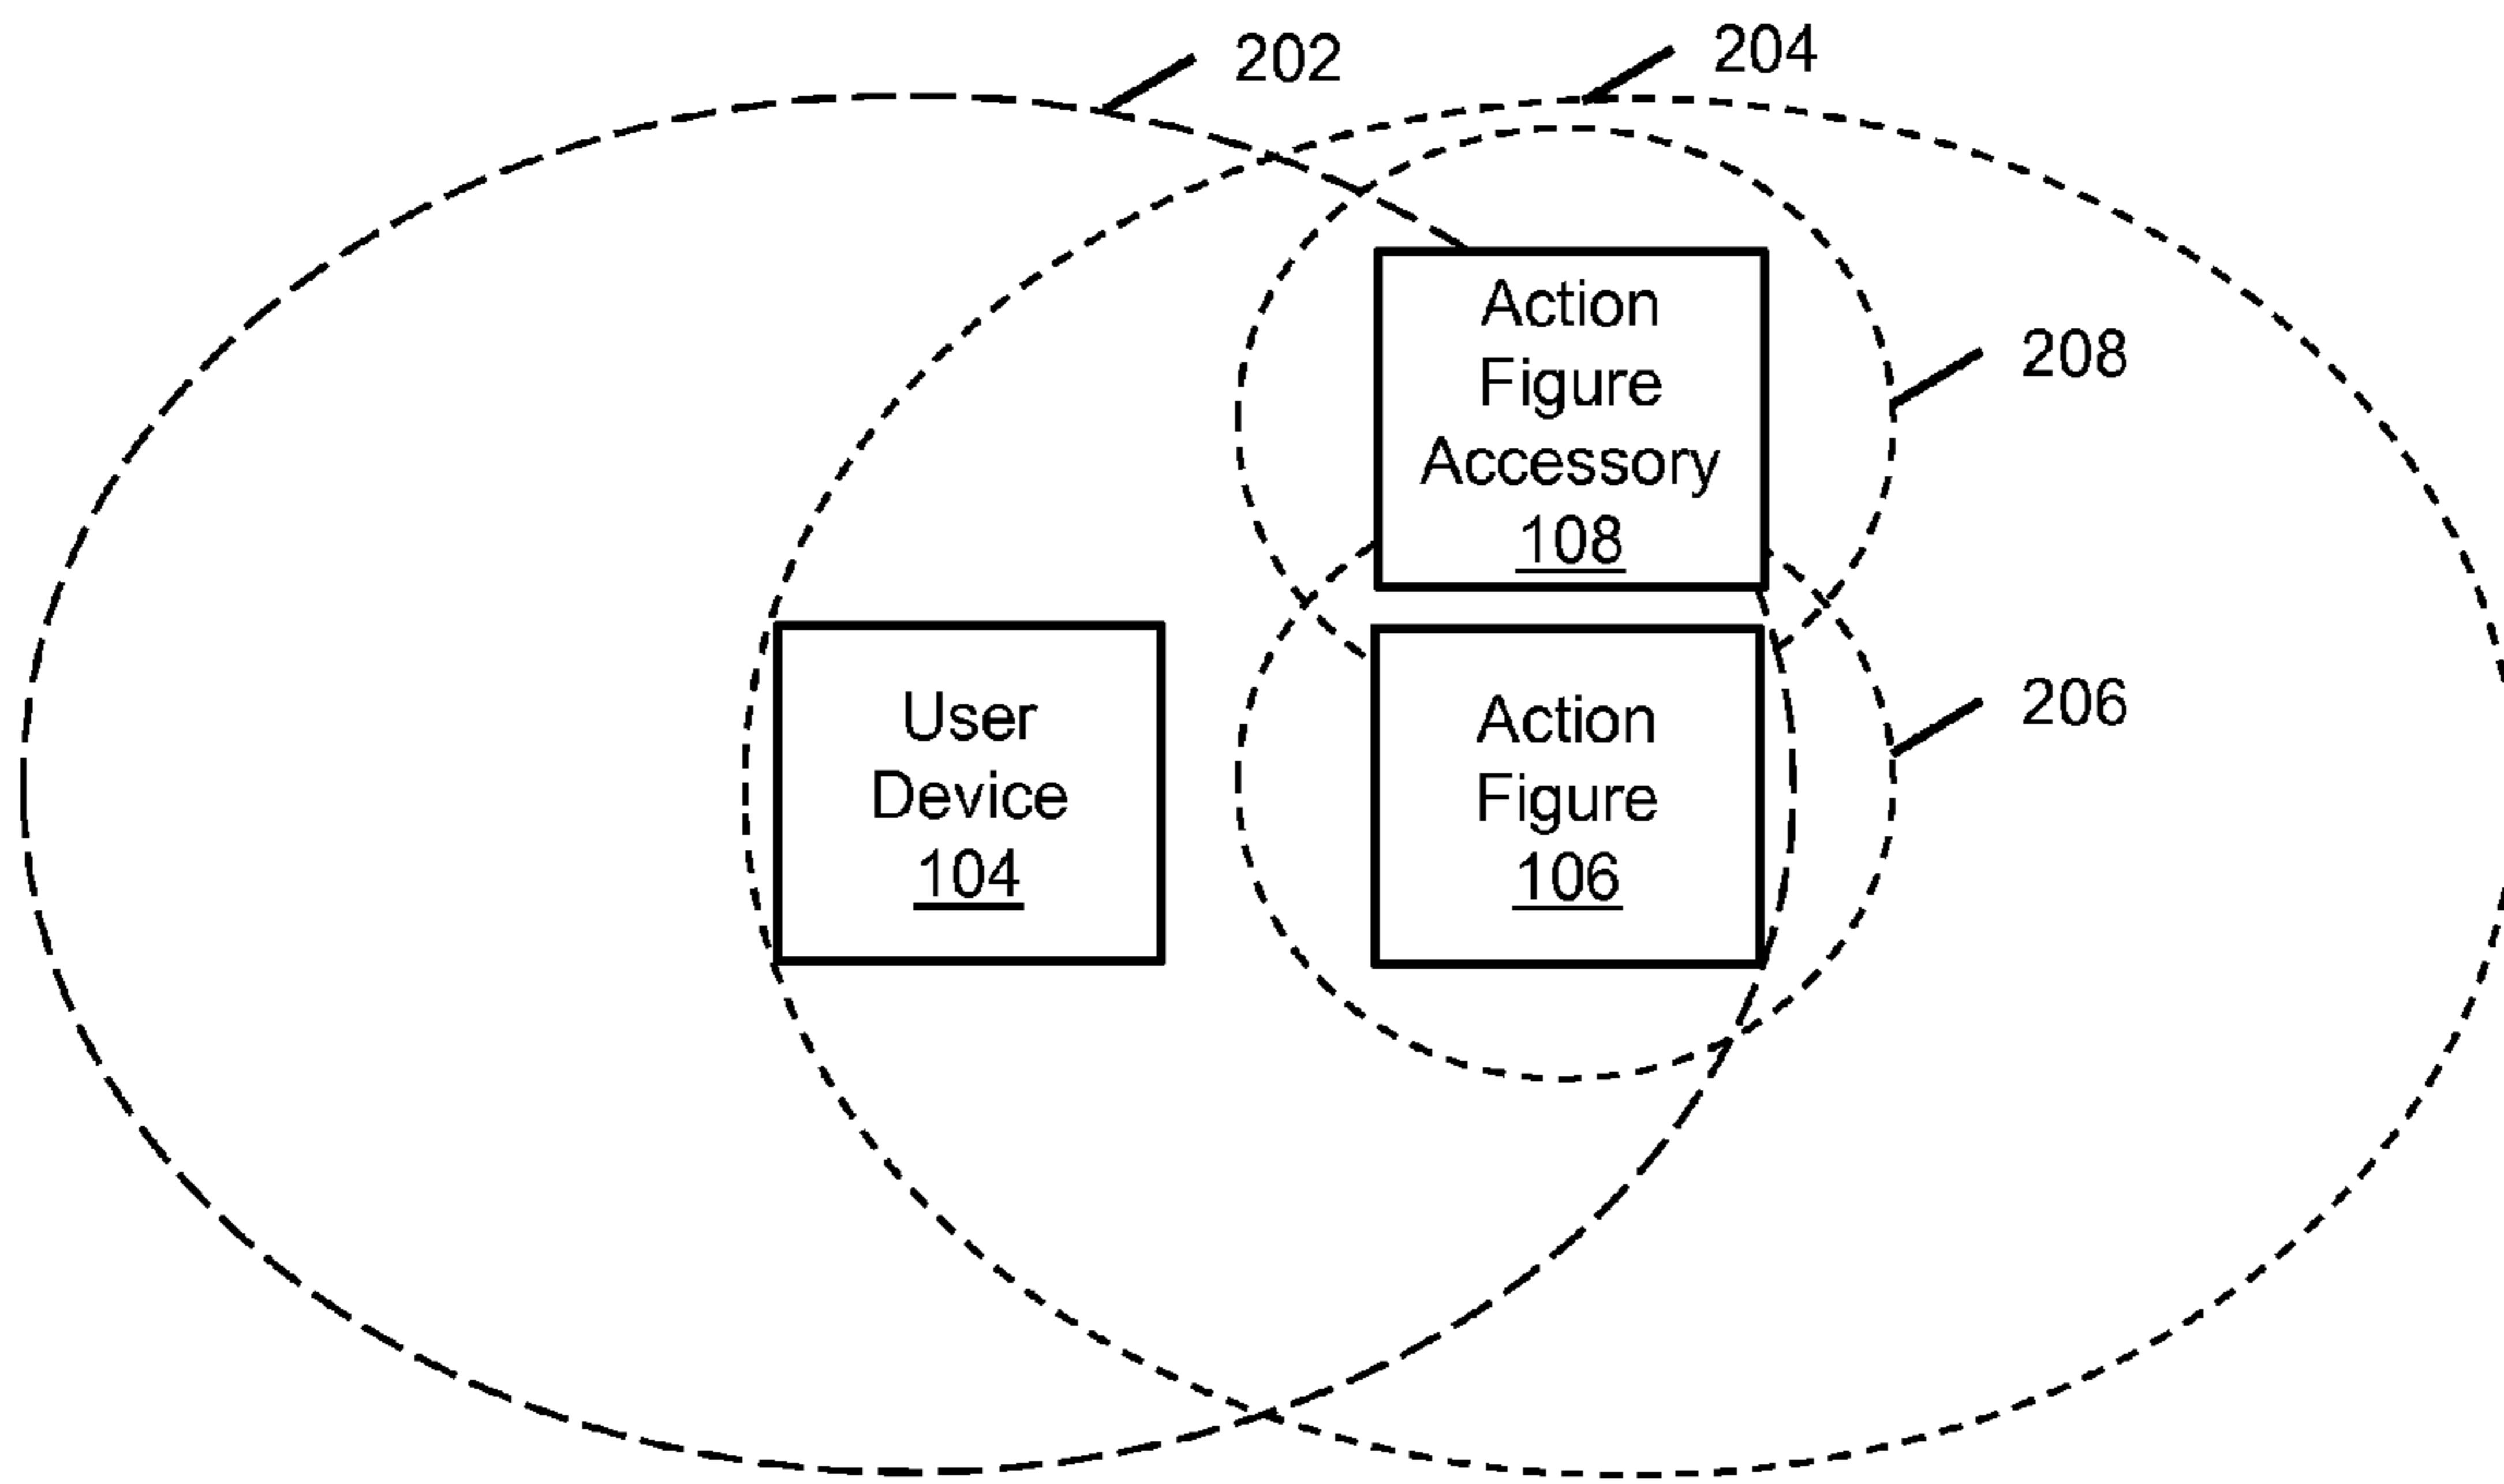 202
204
Action
Figure
Accessory
108
208
User
Device
104
Action
Figure
106
206